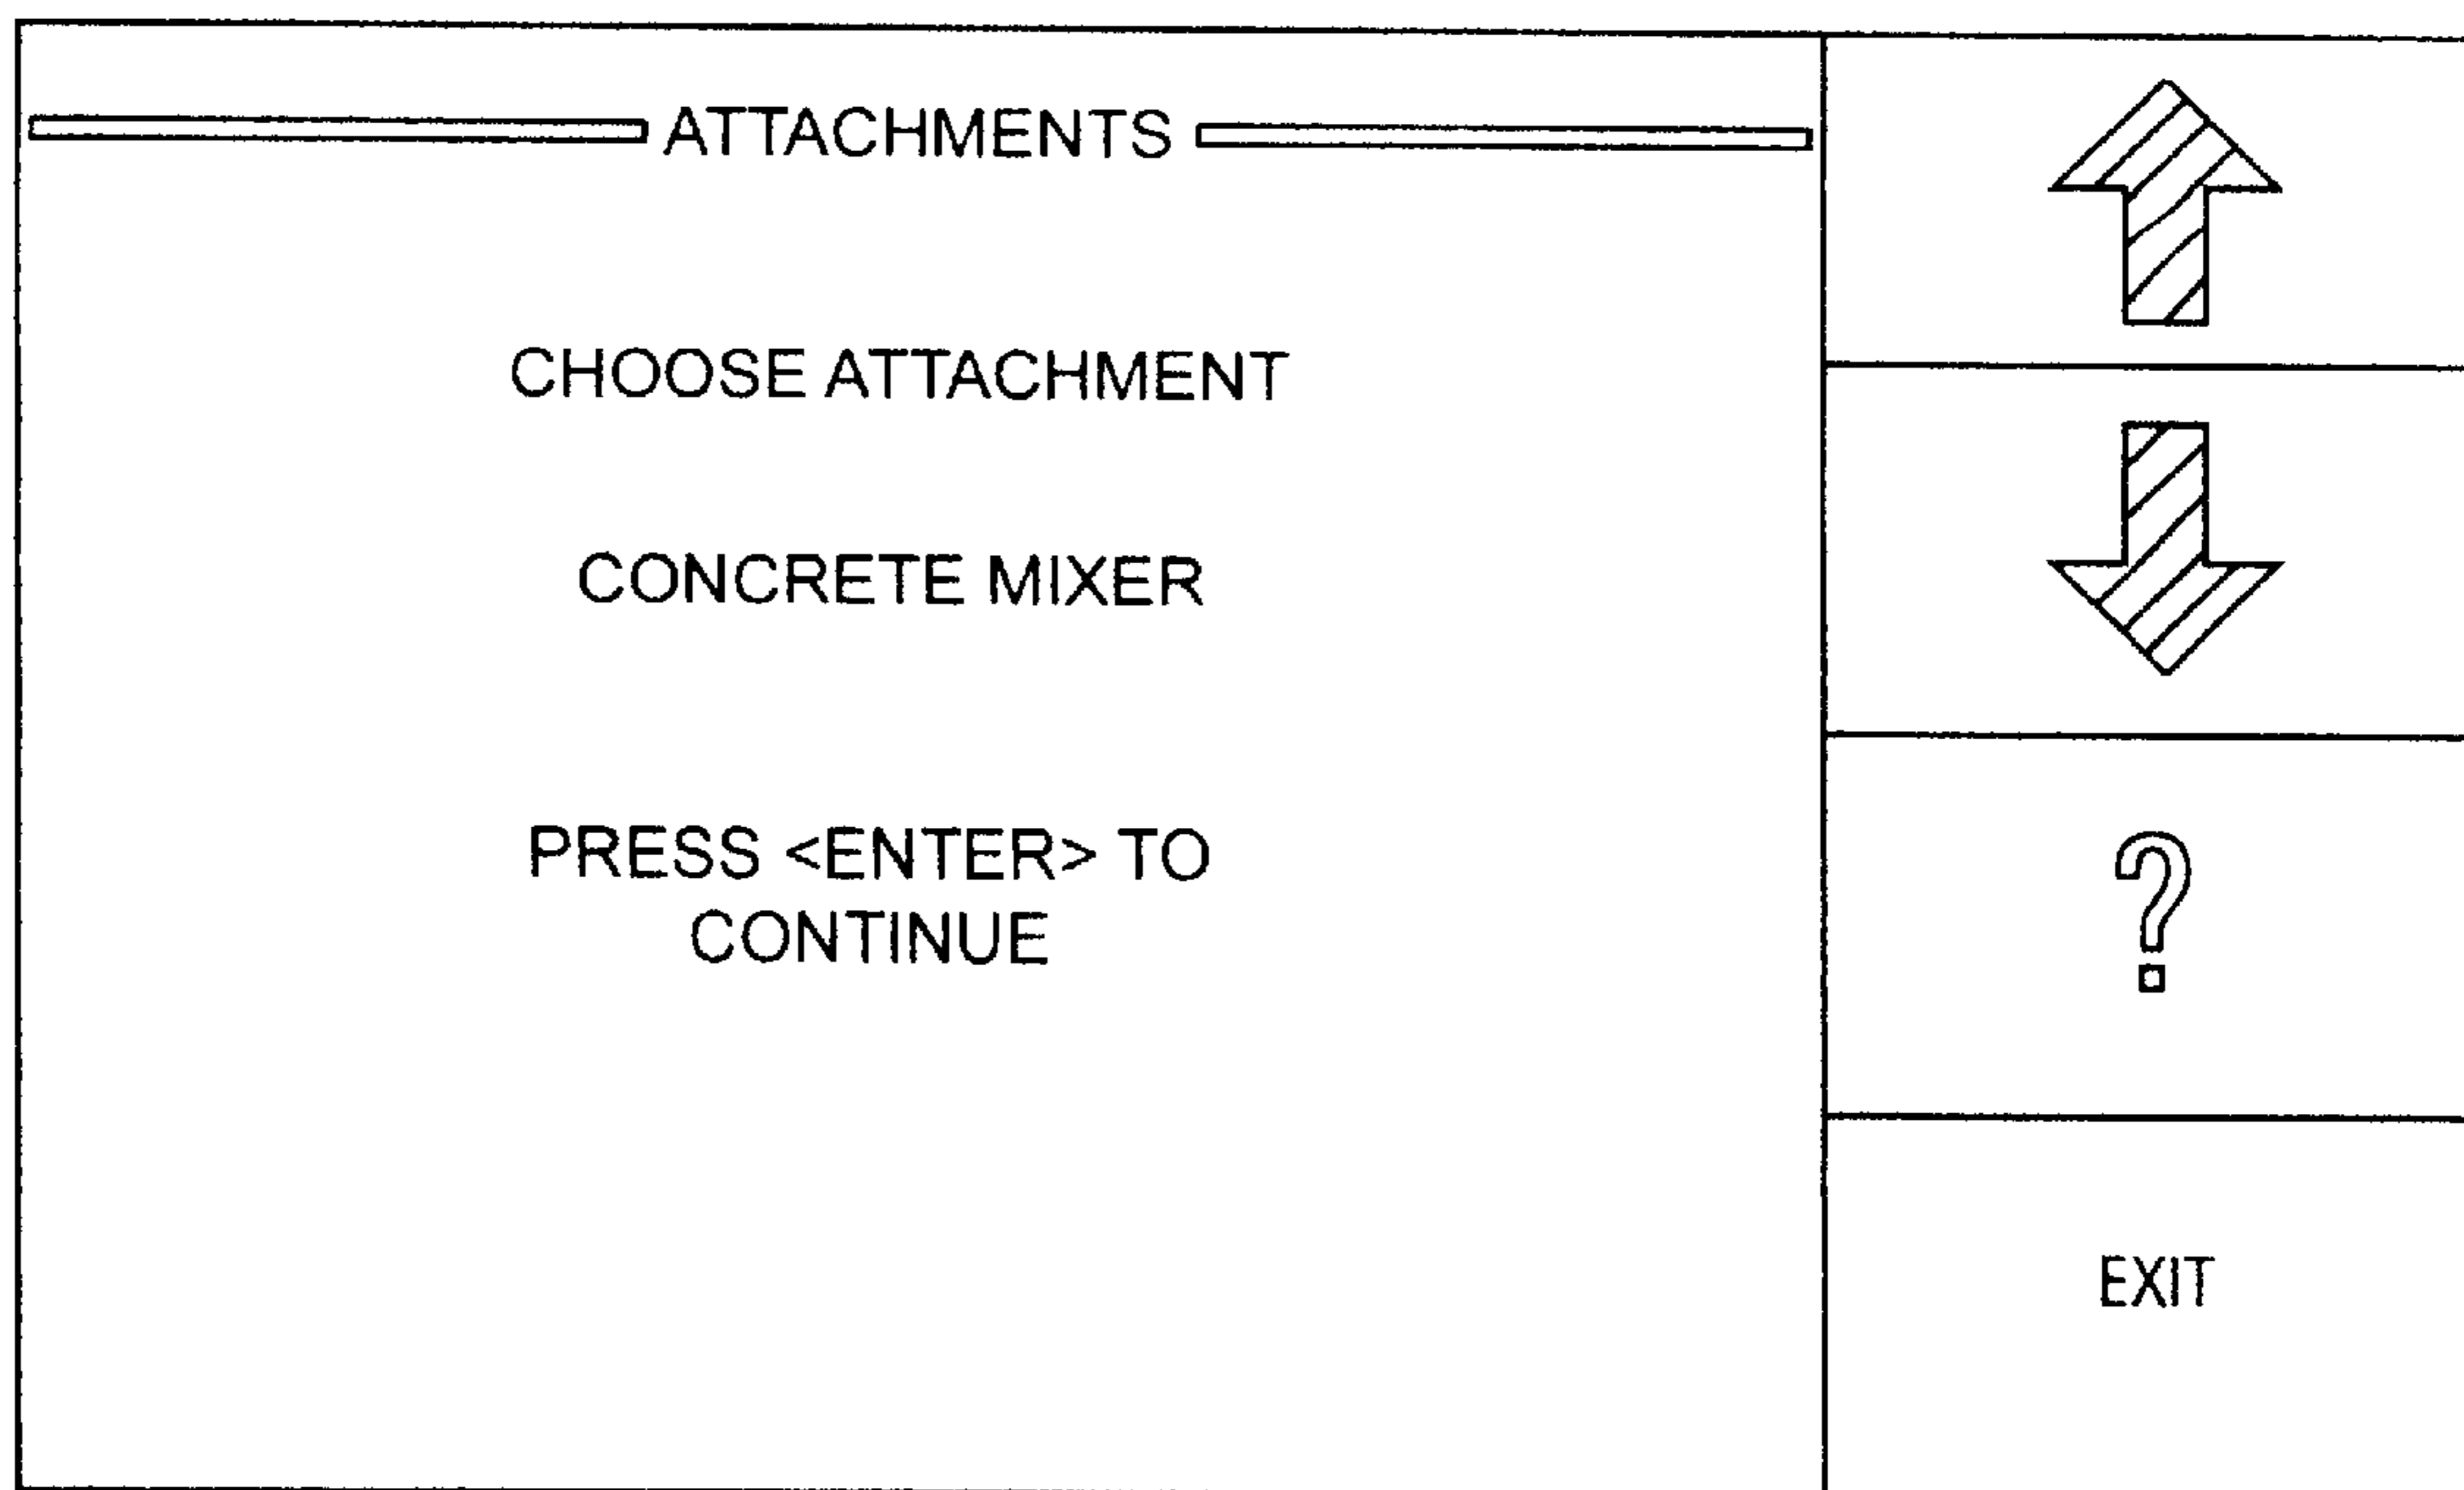 ATTACHMENTS
CHOOSE ATTACHMENT
CONCRETE MIXER
PRESS <ENTER> TO
CONTINUE
?
EXIT